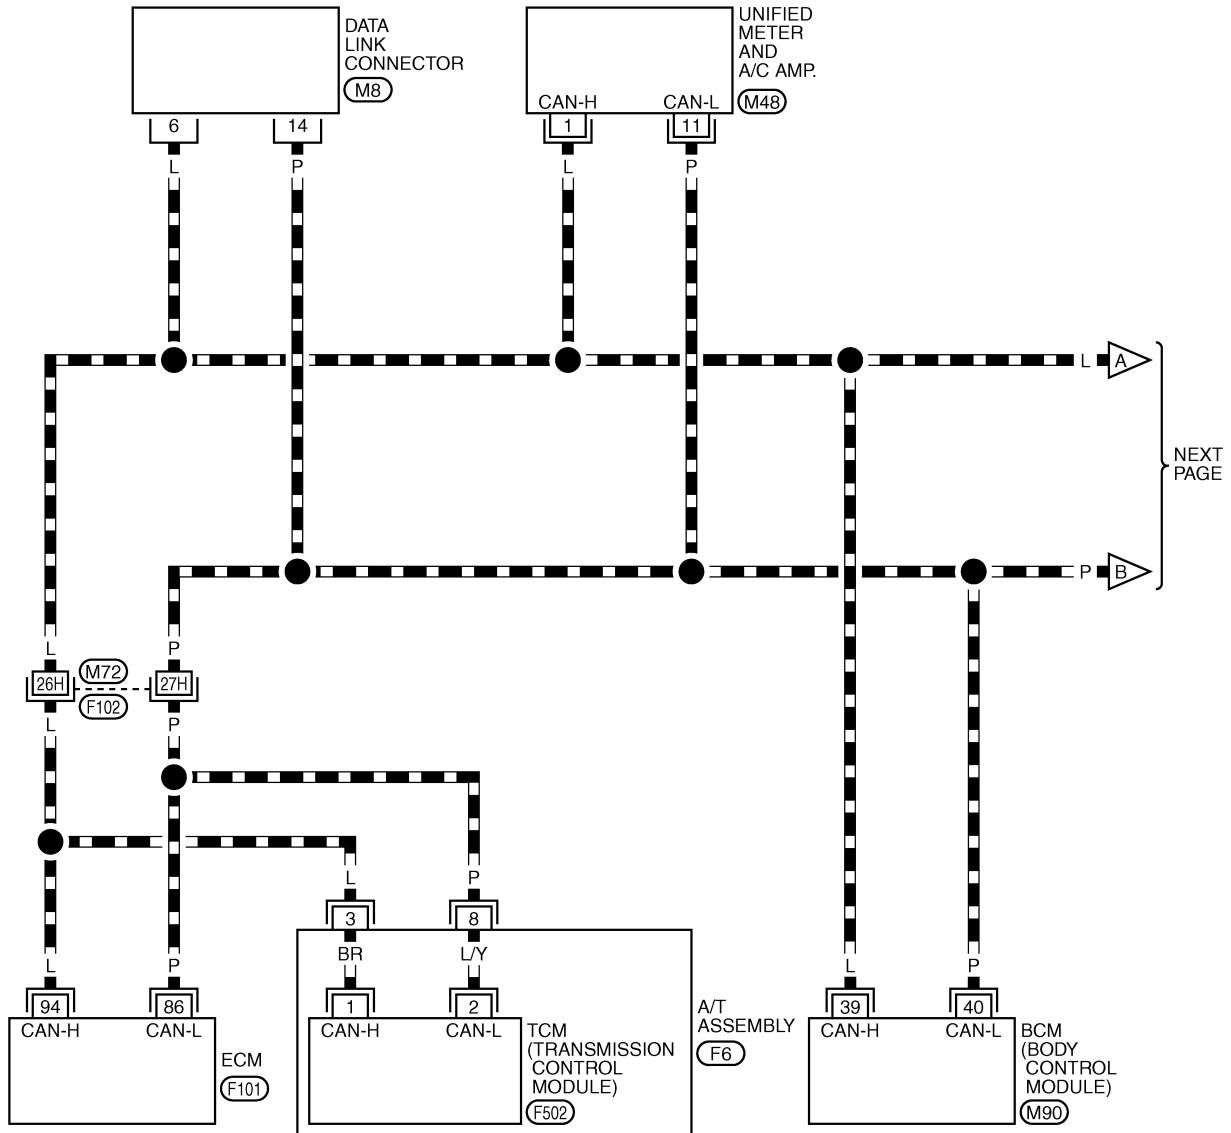 DATA
LINK
CONNECTOR
M8
UNIFIED
METER
AND
A/C AMP.
M48
CAN-H
CAN-L
6
14
1
11
L
P
L
P
L
A
NEXT
PAGE
P
B
L
P
26H
M72
F102
27H
L
P
L
P
3
8
BR
L/Y
L
P
L
P
94
86
1
2
39
40
CAN-H
CAN-L
CAN-H
CAN-L
CAN-H
CAN-L
ECM
F101
TCM
(TRANSMISSION
CONTROL
MODULE)
F502
A/T
ASSEMBLY
F6
BCM
(BODY
CONTROL
MODULE)
M90